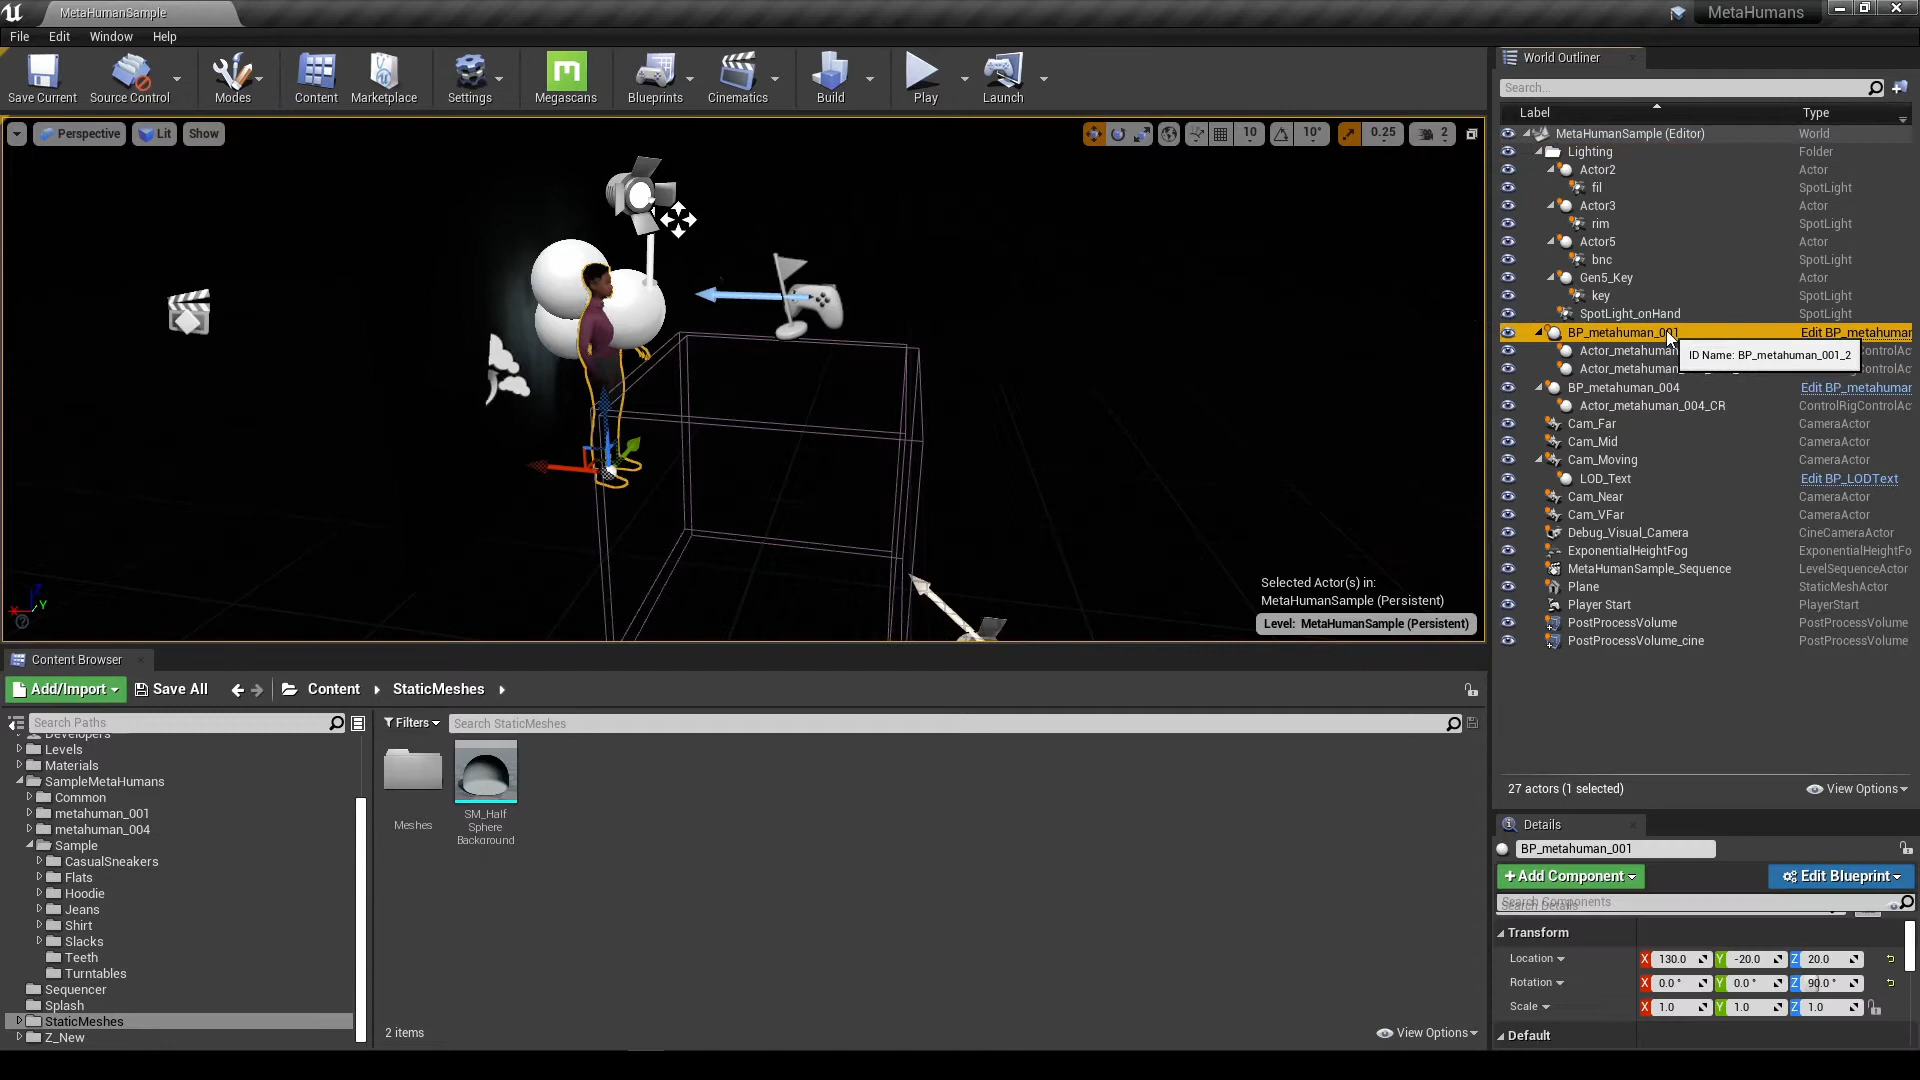 MetaHumanSample
MetaHumans
File Edit Window Help
Save Current
Source Control
Modes
Content
Marketplace
Settings
Megascans
Blueprints
Cinematics
Build
Play
Launch
Perspective
Lit
Show
10
10°
0.25
2
Selected Actor(s) in:
MetaHumanSample (Persistent)
Level: MetaHumanSample (Persistent)
World Outliner
Search...
Label Type
MetaHumanSample (Editor) World
Lighting Folder
Actor2 Actor
fil SpotLight
Actor3 Actor
rim SpotLight
Actor5 Actor
bnc SpotLight
Gen5_Key Actor
key SpotLight
SpotLight_onHand SpotLight
BP_metahuman_001 Edit BP_metahuman
Actor_metahuman
ID Name: BP_metahuman_001_2
Actor_metahuman
BP_metahuman_004 Edit BP_metahuman
Actor_metahuman_004_CR ControlRigControlAc
Cam_Far CameraActor
Cam_Mid CameraActor
Cam_Moving CameraActor
LOD_Text Edit BP_LODText
Cam_Near CameraActor
Cam_VFar CameraActor
Debug_Visual_Camera CineCameraActor
ExponentialHeightFog ExponentialHeightFo
MetaHumanSample_Sequence LevelSequenceActor
Plane StaticMeshActor
Player Start PlayerStart
PostProcessVolume PostProcessVolume
PostProcessVolume_cine PostProcessVolume
27 actors (1 selected) View Options
Details
BP_metahuman_001
+Add Component Edit Blueprint
Search Components
Search Details
Transform
Location X 130.0 Y -20.0 Z 20.0
Rotation X 0.0 ° Y 0.0 ° Z 90.0 °
Scale X 1.0 Y 1.0 Z 1.0
Default
Content Browser
Add/Import Save All Content StaticMeshes
Search Paths
Filters Search StaticMeshes
Developers
Levels
Materials
SampleMetaHumans
Common
metahuman_001
metahuman_004
Sample
CasualSneakers
Flats
Hoodie
Jeans
Shirt
Slacks
Teeth
Turntables
Sequencer
Splash
StaticMeshes
Z_New
Meshes
SM_Half
Sphere
Background
2 items View Options
X Y Z